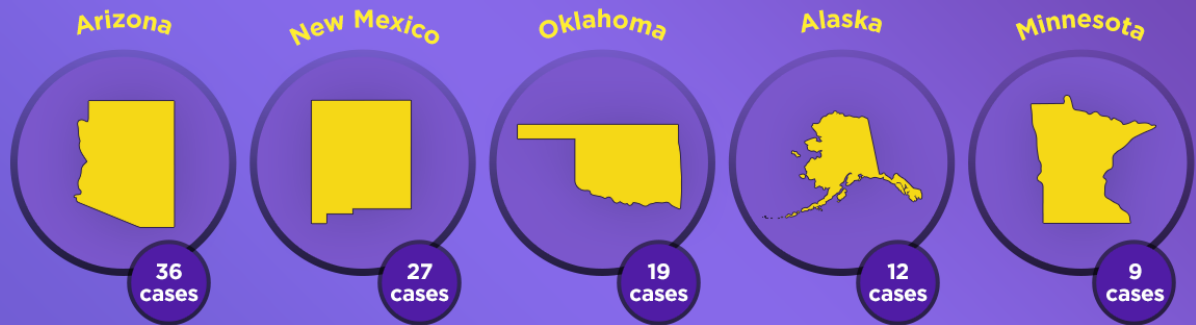 Arizona
New Mexico
Oklahoma
Alaska
Minnesota
36
cases
27
cases
19
cases
12
cases
9
cases